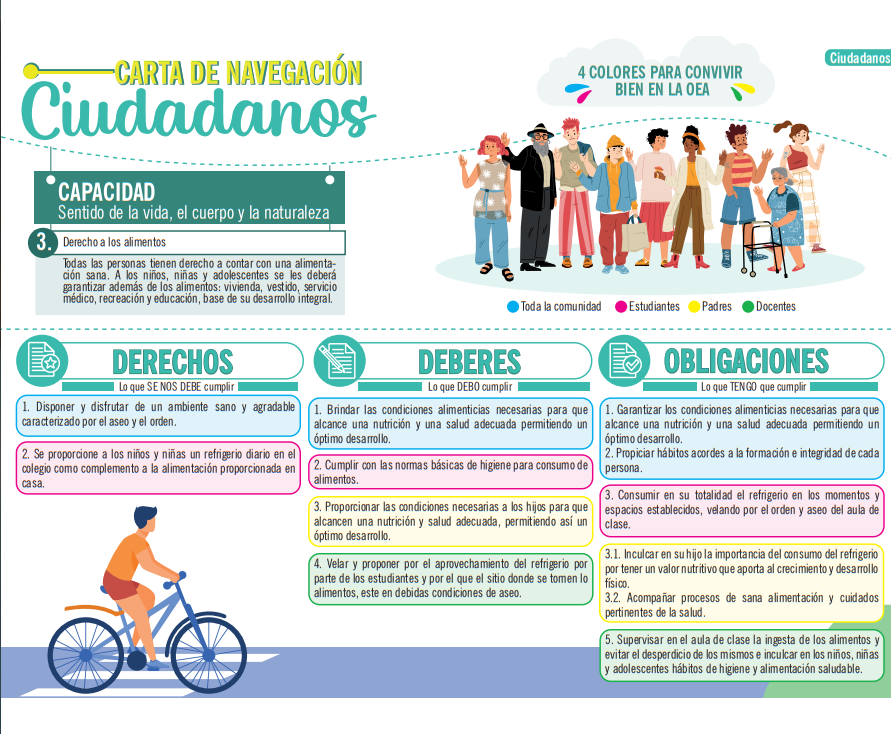 CARTA DE NAVEGACIÓN
Ciudadanos
4 COLORES PARA CONVIVIR
BIEN EN LA OEA
Ciudadanos
CAPACIDAD
Sentido de la vida, el cuerpo y la naturaleza
3. Derecho a los alimentos
Todas las personas tienen derecho a contar con una alimenta-
ción sana. A los niños, niñas y adolescentes se les deberá
garantizar además de los alimentos: vivienda, vestido, servicio
médico, recreación y educación, base de su desarrollo integral.
Toda la comunidad Estudiantes Padres Docentes
DERECHOS
Lo que SE NOS DEBE cumplir
1. Disponer y disfrutar de un ambiente sano y agradable
caracterizado por el aseo y el orden.
2. Se proporcione a los niños y niñas un refrigerio diario en el
colegio como complemento a la alimentación proporcionada en
casa.
DEBERES
Lo que DEBO cumplir
1. Brindar las condiciones alimenticias necesarias para que
alcance una nutrición y una salud adecuada permitiendo un
óptimo desarrollo.
2. Cumplir con las normas básicas de higiene para consumo de
alimentos.
3. Proporcionar las condiciones necesarias a los hijos para que
alcancen una nutrición y salud adecuada, permitiendo así un
óptimo desarrollo.
4. Velar y proponer por el aprovechamiento del refrigerio por
parte de los estudiantes y por el que el sitio donde se tomen lo
alimentos, este en debidas condiciones de aseo.
OBLIGACIONES
Lo que TENGO que cumplir
1. Garantizar los condiciones alimenticias necesarias para que
alcance una nutrición y una salud adecuada permitiendo un
óptimo desarrollo.
2. Propiciar hábitos acordes a la formación e integridad de cada
persona.
3. Consumir en su totalidad el refrigerio en los momentos y
espacios establecidos, velando por el orden y aseo del aula de
clase.
3.1. Inculcar en su hijo la importancia del consumo del refrigerio
por tener un valor nutritivo que aporta al crecimiento y desarrollo
físico.
3.2. Acompañar procesos de sana alimentación y cuidados
pertinentes de la salud.
5. Supervisar en el aula de clase la ingesta de los alimentos y
evitar el desperdicio de los mismos e inculcar en los niños, niñas
y adolescentes hábitos de higiene y alimentación saludable.